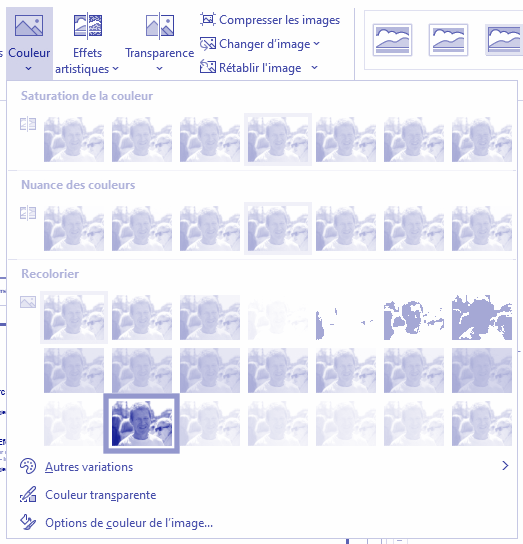 Couleur
Effets
artistiques
Transparence
Compresser les images
Changer d'image
Rétablir l'image
Saturation de la couleur
Nuance des couleurs
Recolorier
Autres variations
Couleur transparente
Options de couleur de l'image...